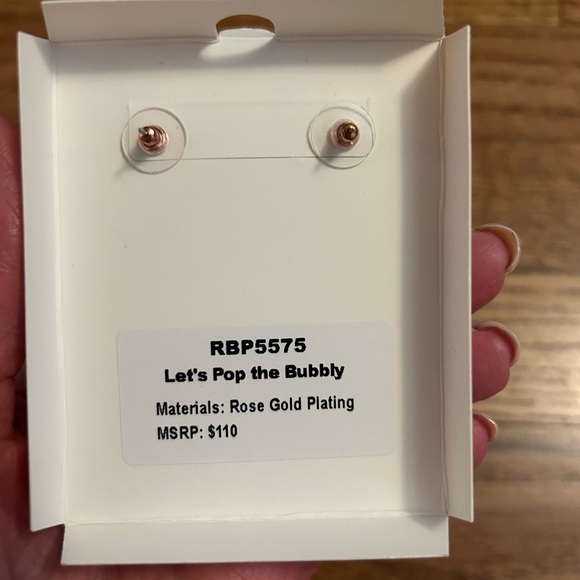 RBP5575
Let's Pop the Bubbly
Materials: Rose Gold Plating
MSRP: $110